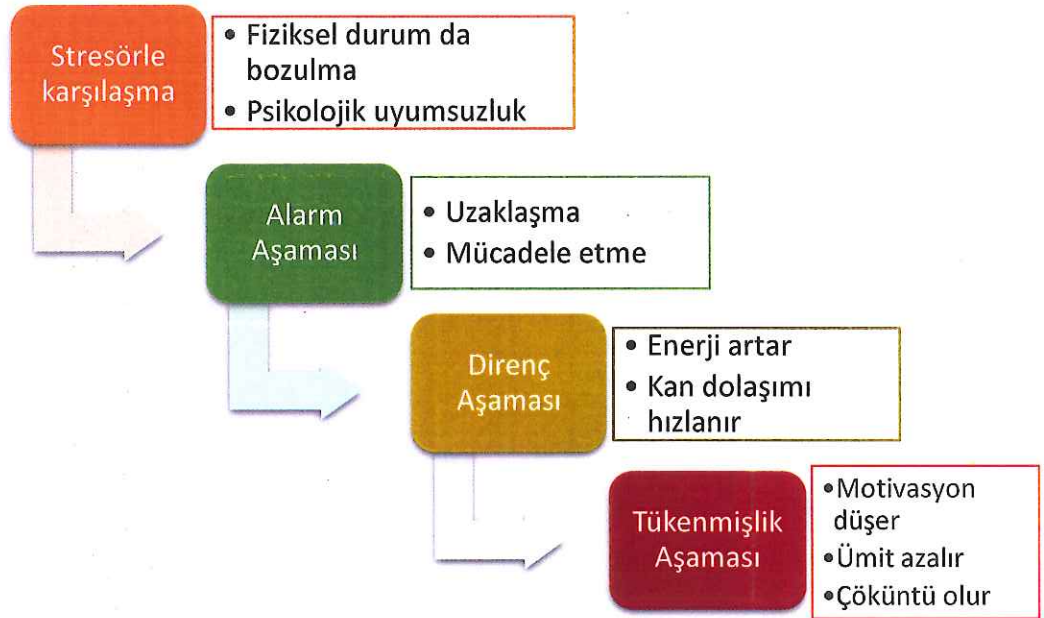 Stresörle
karşılaşma
• Fiziksel durum da
bozulma
• Psikolojik uyumsuzluk
Alarm
Aşaması
• Uzaklaşma
• Mücadele etme
Direnç
Aşaması
• Enerji artar
• Kan dolaşımı
hızlanır
Tükenmişlik
Aşaması
•Motivasyon
düşer
•Ümit azalır
•Çöküntü olur